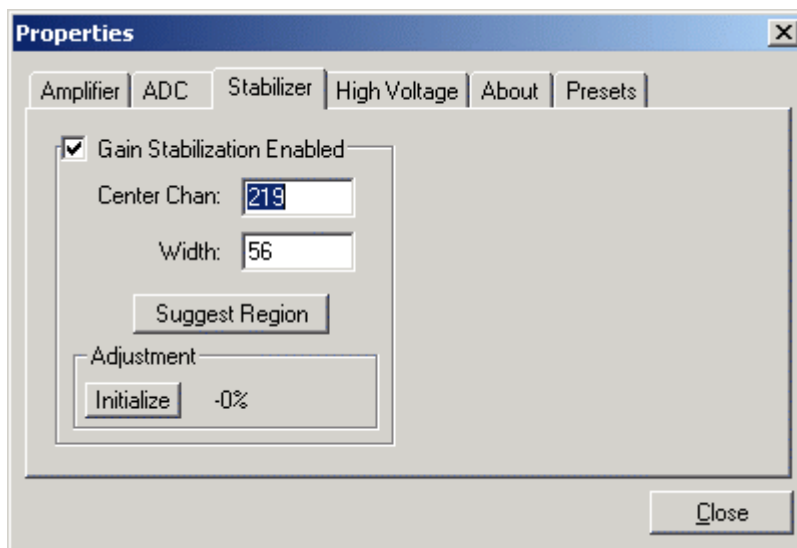 Properties
Amplifier ADC Stabilizer High Voltage About Presets
Gain Stabilization Enabled
Center Chan: 219
Width: 56
Suggest Region
Adjustment
Initialize -0%
Close